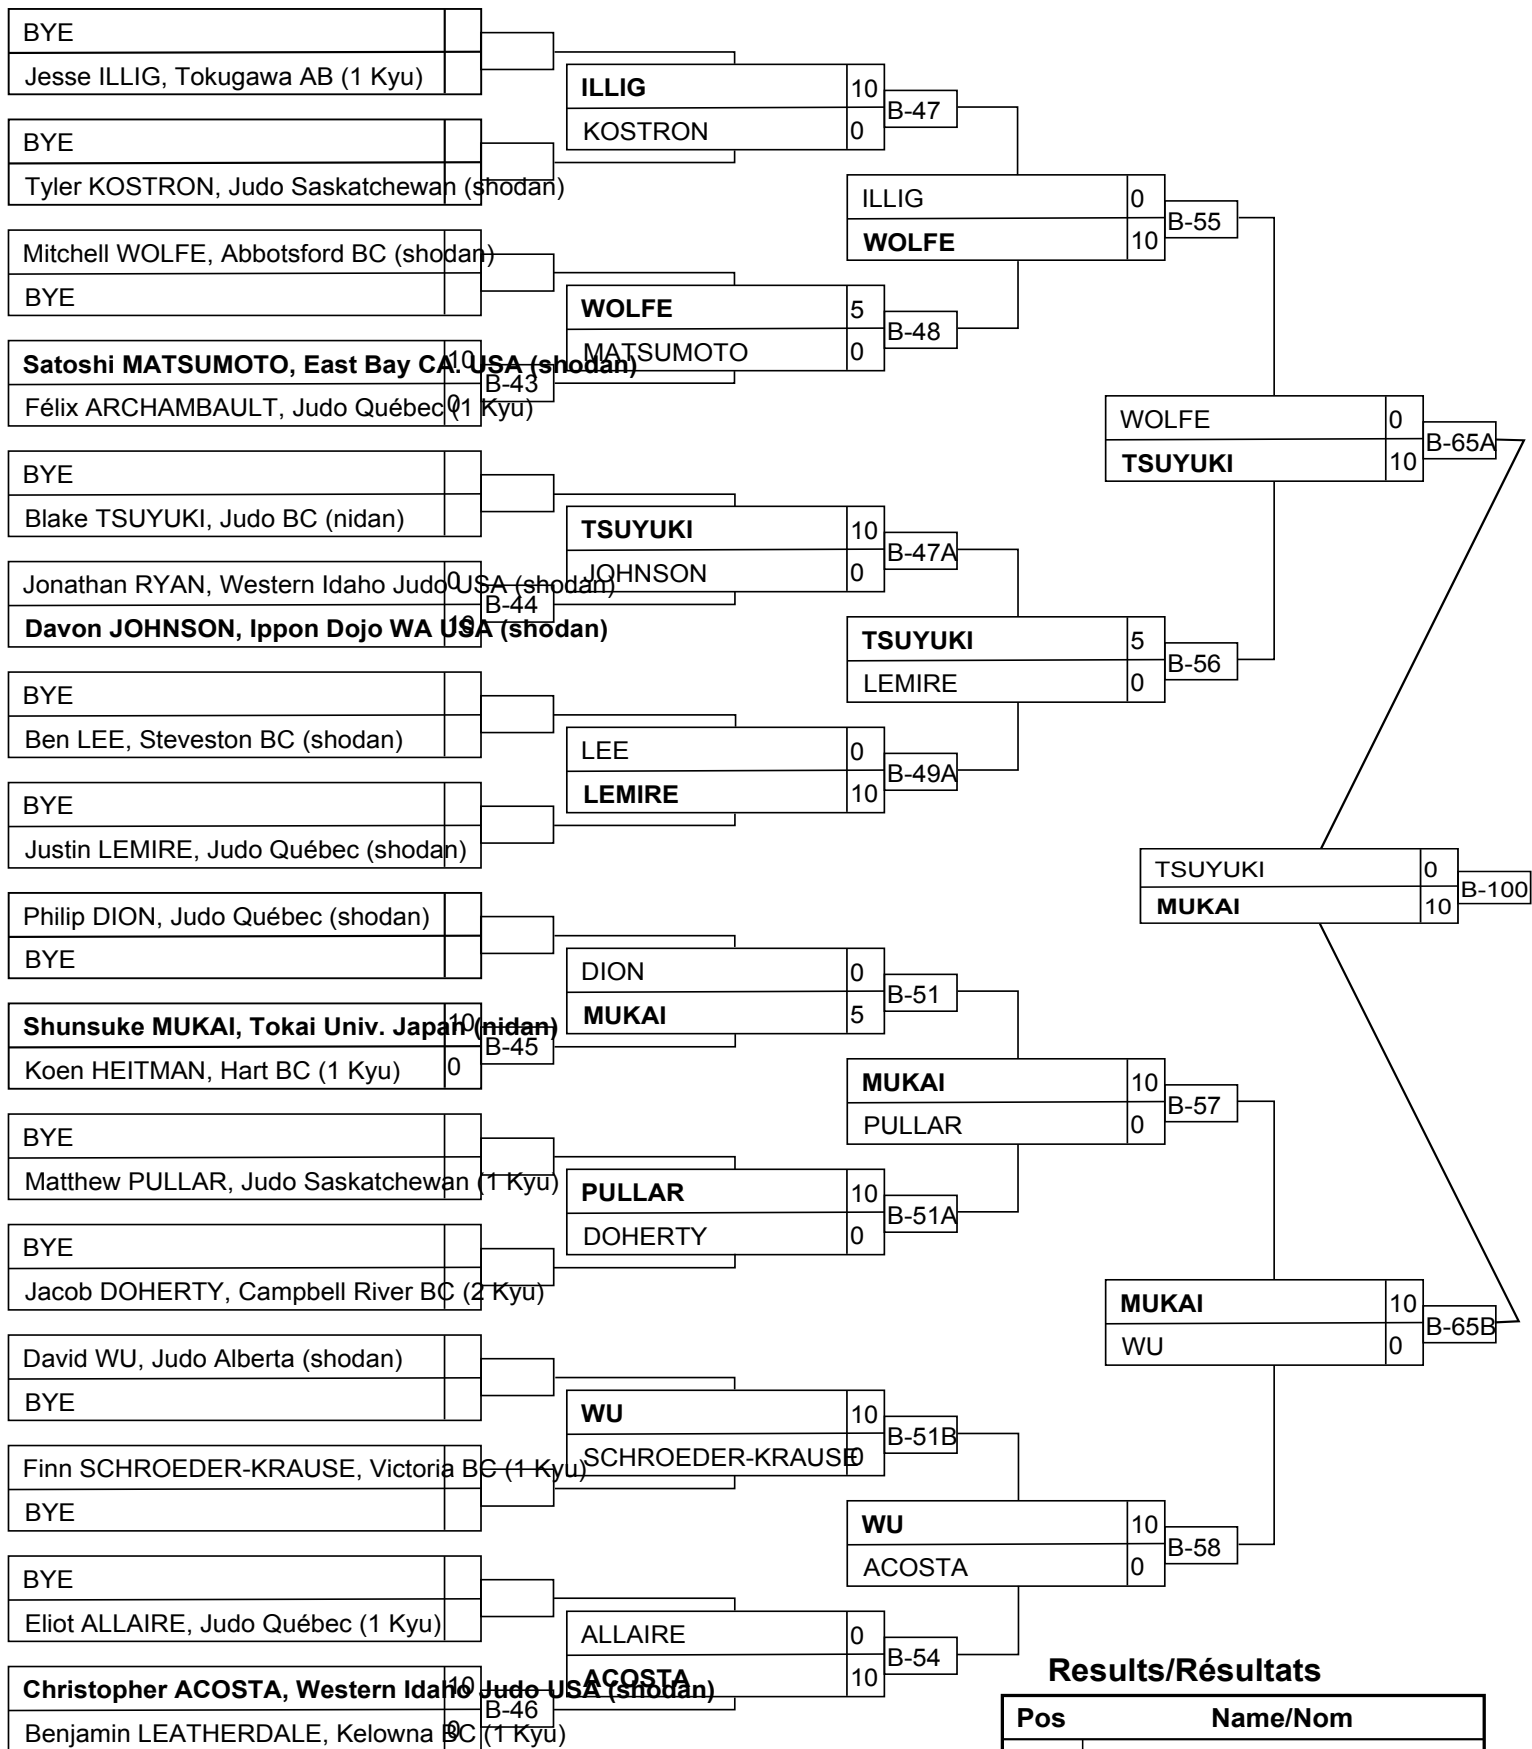 BYE
Jesse ILLIG, Tokugawa AB (1 Kyu)
BYE
Tyler KOSTRON, Judo Saskatchewan (shodan)
Mitchell WOLFE, Abbotsford BC (shodan)
BYE
Satoshi MATSUMOTO, East Bay CA. USA (shodan) 10
Félix ARCHAMBAULT, Judo Québec (1 Kyu) 0
B-43
BYE
Blake TSUYUKI, Judo BC (nidan)
Jonathan RYAN, Western Idaho Judo USA (shodan) 0
Davon JOHNSON, Ippon Dojo WA USA (shodan) 10
B-44
BYE
Ben LEE, Steveston BC (shodan)
BYE
Justin LEMIRE, Judo Québec (shodan)
Philip DION, Judo Québec (shodan)
BYE
Shunsuke MUKAI, Tokai Univ. Japan (nidan) 10
Koen HEITMAN, Hart BC (1 Kyu) 0
B-45
BYE
Matthew PULLAR, Judo Saskatchewan (1 Kyu)
BYE
Jacob DOHERTY, Campbell River BC (2 Kyu)
David WU, Judo Alberta (shodan)
BYE
Finn SCHROEDER-KRAUSE, Victoria BC (1 Kyu)
BYE
BYE
Eliot ALLAIRE, Judo Québec (1 Kyu)
Christopher ACOSTA, Western Idaho Judo USA (shodan) 10
Benjamin LEATHERDALE, Kelowna BC (1 Kyu) 0
B-46
ILLIG 10
KOSTRON 0
B-47
WOLFE 5
MATSUMOTO 0
B-48
TSUYUKI 10
JOHNSON 0
B-47A
LEE 0
LEMIRE 10
B-49A
DION 0
MUKAI 5
B-51
PULLAR 10
DOHERTY 0
B-51A
WU 10
SCHROEDER-KRAUSE 0
B-51B
ALLAIRE 0
ACOSTA 10
B-54
ILLIG 0
WOLFE 10
B-55
TSUYUKI 5
LEMIRE 0
B-56
MUKAI 10
PULLAR 0
B-57
WU 10
ACOSTA 0
B-58
WOLFE 0
TSUYUKI 10
B-65A
MUKAI 10
WU 0
B-65B
TSUYUKI 0
MUKAI 10
B-100
Results/Résultats
Pos Name/Nom